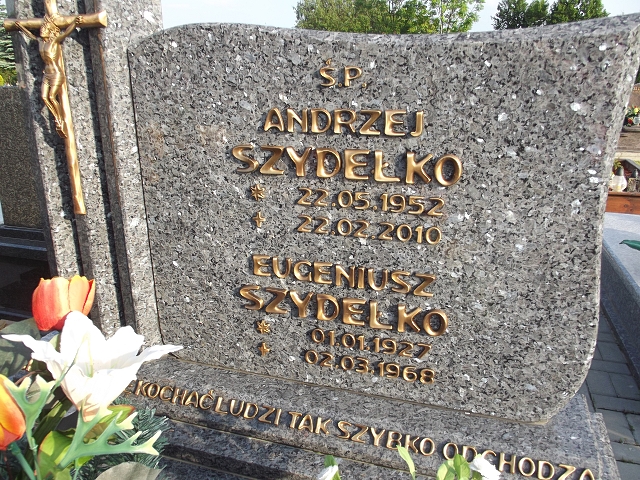 Ś.P.
ANDRZEJ
SZYDEŁKO
* 22.05.1952
† 22.02.2010
EUGENIUSZ
SZYDEŁKO
* 01.01.1927
† 02.03.1968
KOCHAĆ LUDZI TAK SZYBKO ODCHODZĄ